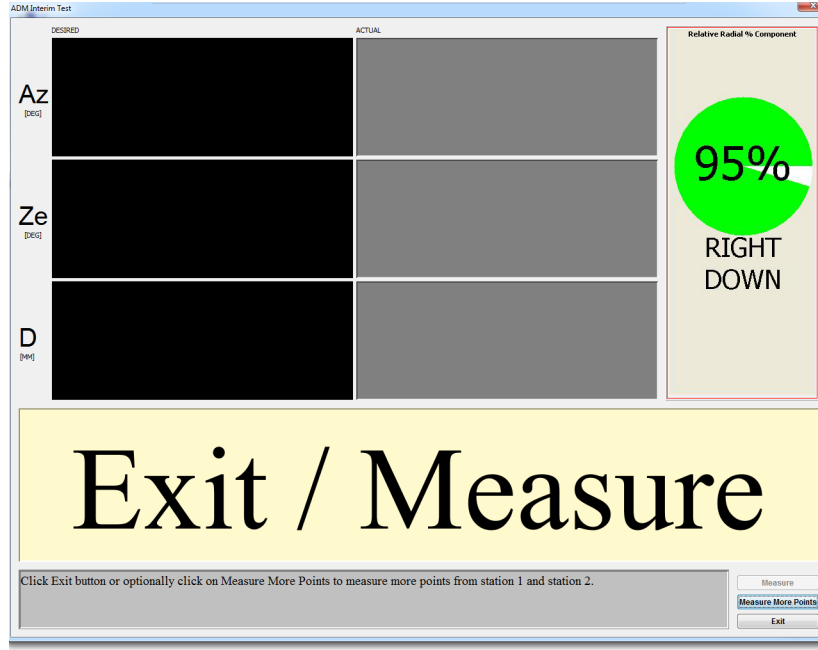 ADM Interim Test
DESIRED
ACTUAL
Relative Radial % Component
Az
[DEG]
95%
Ze
[DEG]
RIGHT
DOWN
D
[MM]
Exit / Measure
Click Exit button or optionally click on Measure More Points to measure more points from station 1 and station 2.
Measure
Measure More Points
Exit